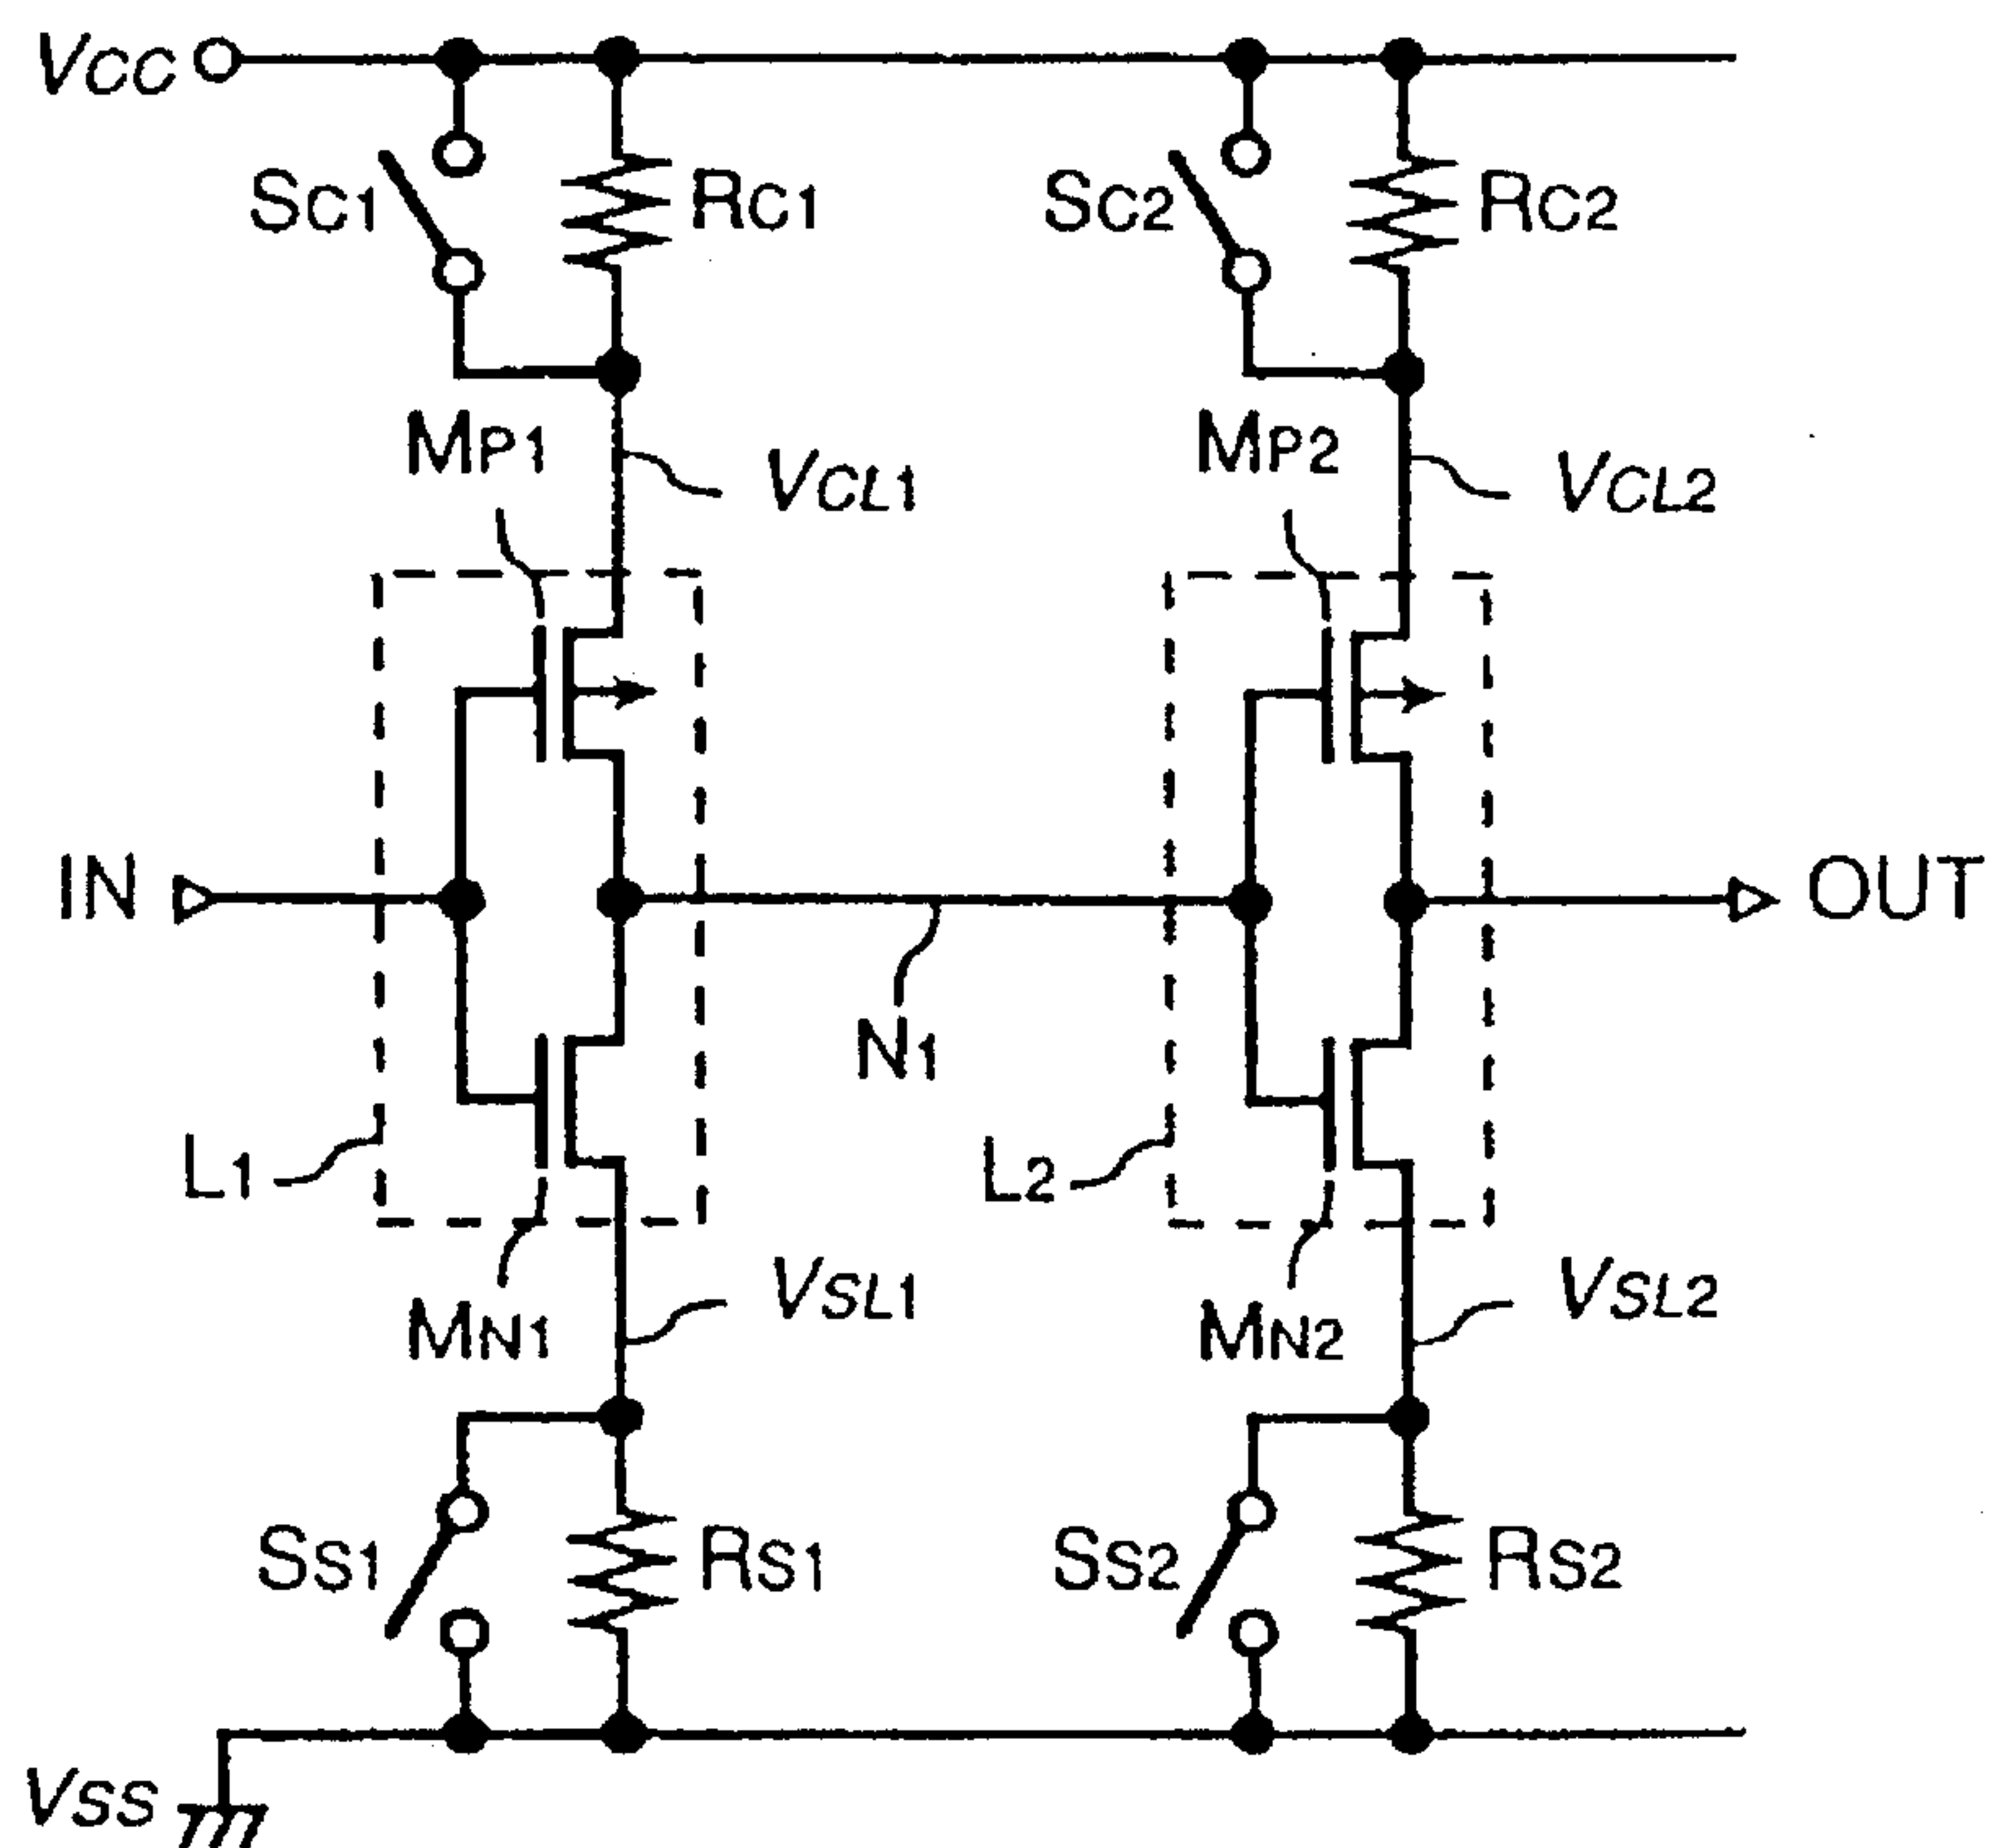 VCC
SC1
RC1
SC2
RC2
MP1
VCL1
MP2
VCL2
IN
OUT
N1
L1
L2
MN1
VSL1
MN2
VSL2
SS1
RS1
SS2
RS2
VSS